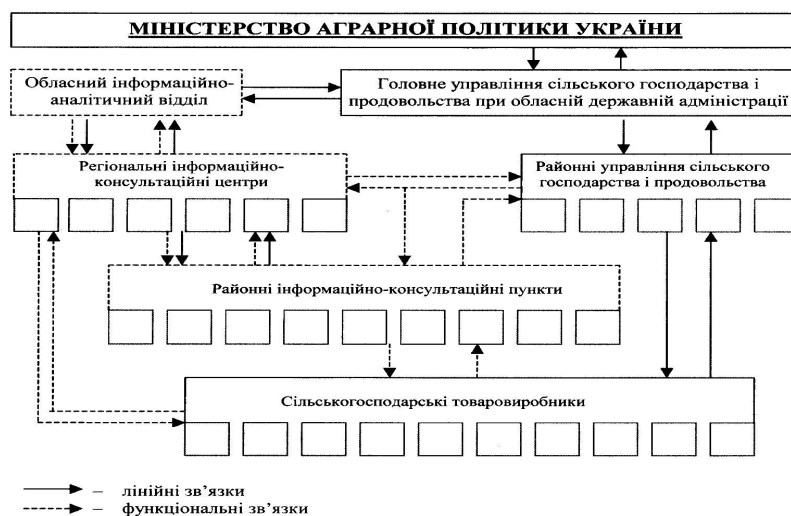 МІНІСТЕРСТВО АГРАРНОЇ ПОЛІТИКИ УКРАЇНИ
Обласний інформаційно-
аналітичний відділ
Головне управління сільського господарства і
продовольства при обласній державній адміністрації
Регіональні інформаційно-
консультаційні центри
Районні управління сільського
господарства і продовольства
Районні інформаційно-консультаційні пункти
Сільськогосподарські товаровиробники
– лінійні зв’язки
– функціональні зв’язки